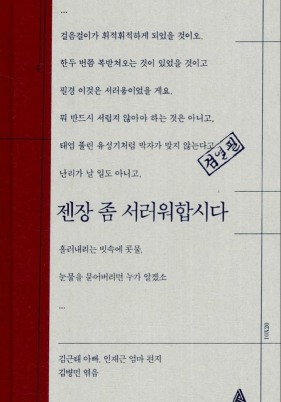 ...
걸음걸이가 휘적휘적하게 되었을 것이오.
한두 번쯤 복받쳐오는 것이 있었을 것이고
필경 이것은 서러움이었을 게요.
뭐 반드시 서럽지 않아야 하는 것은 아니고,
태엽 풀린 유성기처럼 박자가 맞지 않는다고
검열필
난리가 날 일도 아니고,
젠장 좀 서러워합시다
흘러내리는 빗속에 콧물,
눈물을 묻어버리면 누가 알겠소
...
김근태 아빠, 인재근 엄마 편지
김병민 엮음
10X20